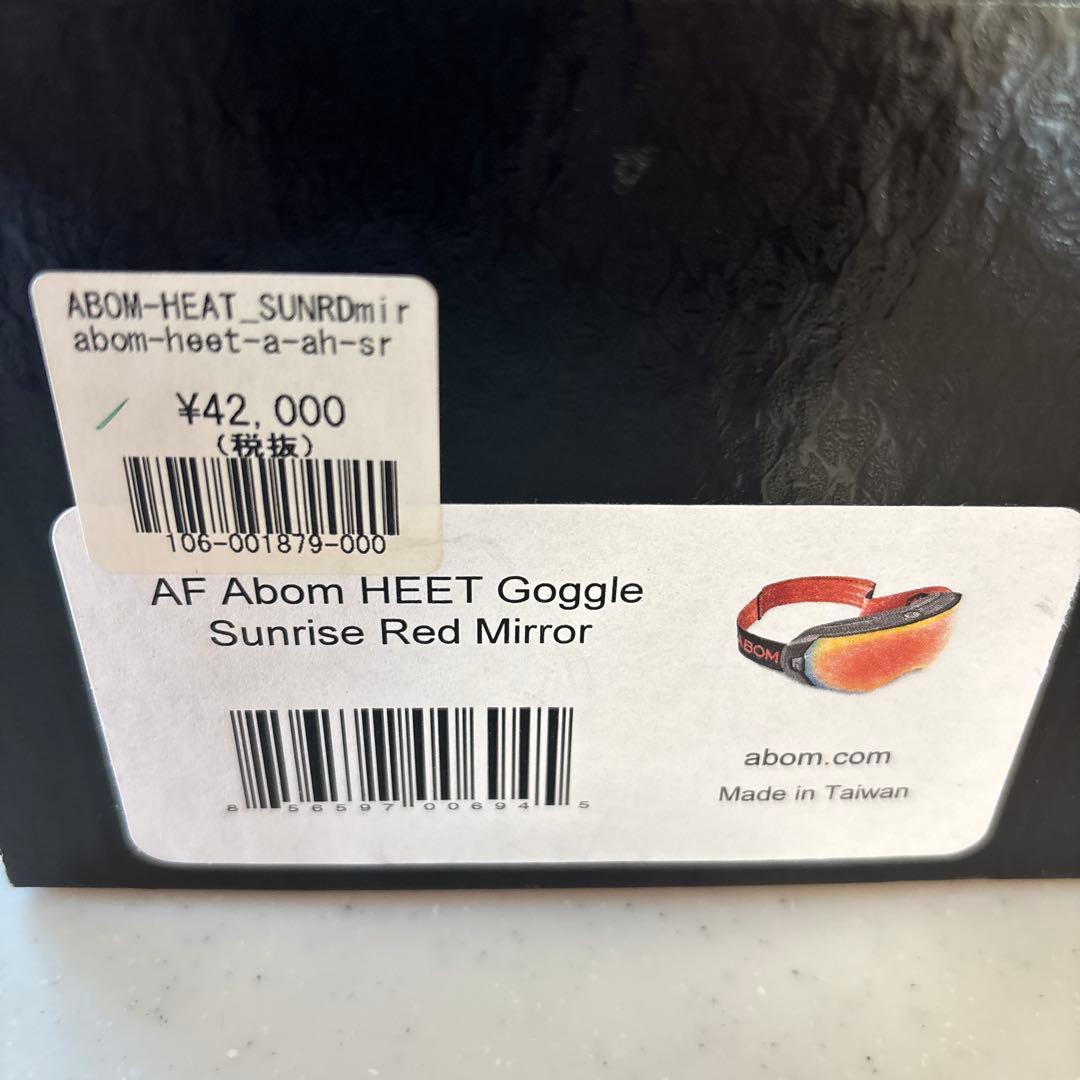 ABOM-HEAT_SUNRDmir
abom-heet-a-ah-sr
¥42,000
(税抜)
106-001879-000
AF Abom HEET Goggle
Sunrise Red Mirror
8 56597 00694 5
ABOM
abom.com
Made in Taiwan